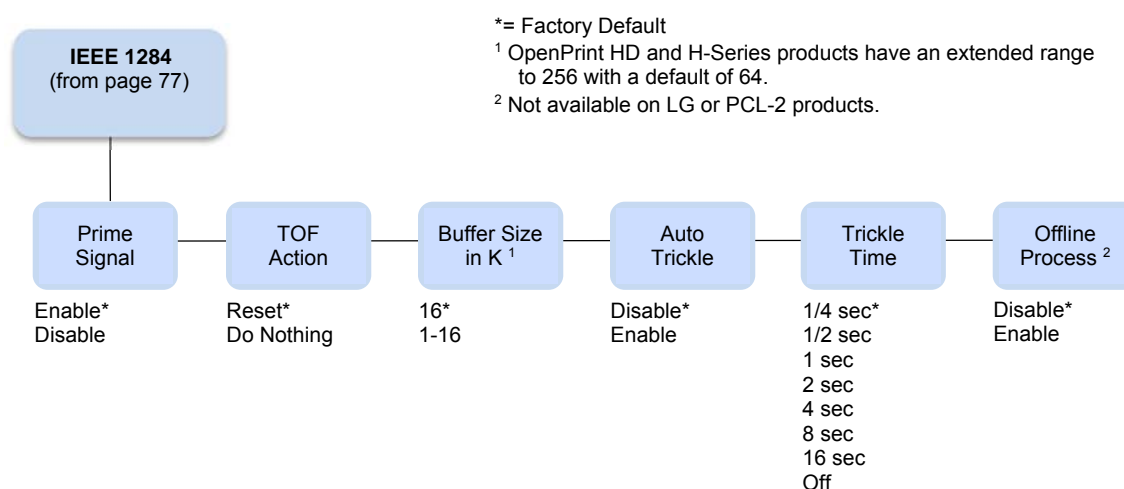 IEEE 1284
(from page 77)
*= Factory Default
1 OpenPrint HD and H-Series products have an extended range
to 256 with a default of 64.
2 Not available on LG or PCL-2 products.
Prime
Signal
Enable*
Disable
TOF
Action
Reset*
Do Nothing
Buffer Size
in K 1
16*
1-16
Auto
Trickle
Disable*
Enable
Trickle
Time
1/4 sec*
1/2 sec
1 sec
2 sec
4 sec
8 sec
16 sec
Off
Offline
Process 2
Disable*
Enable